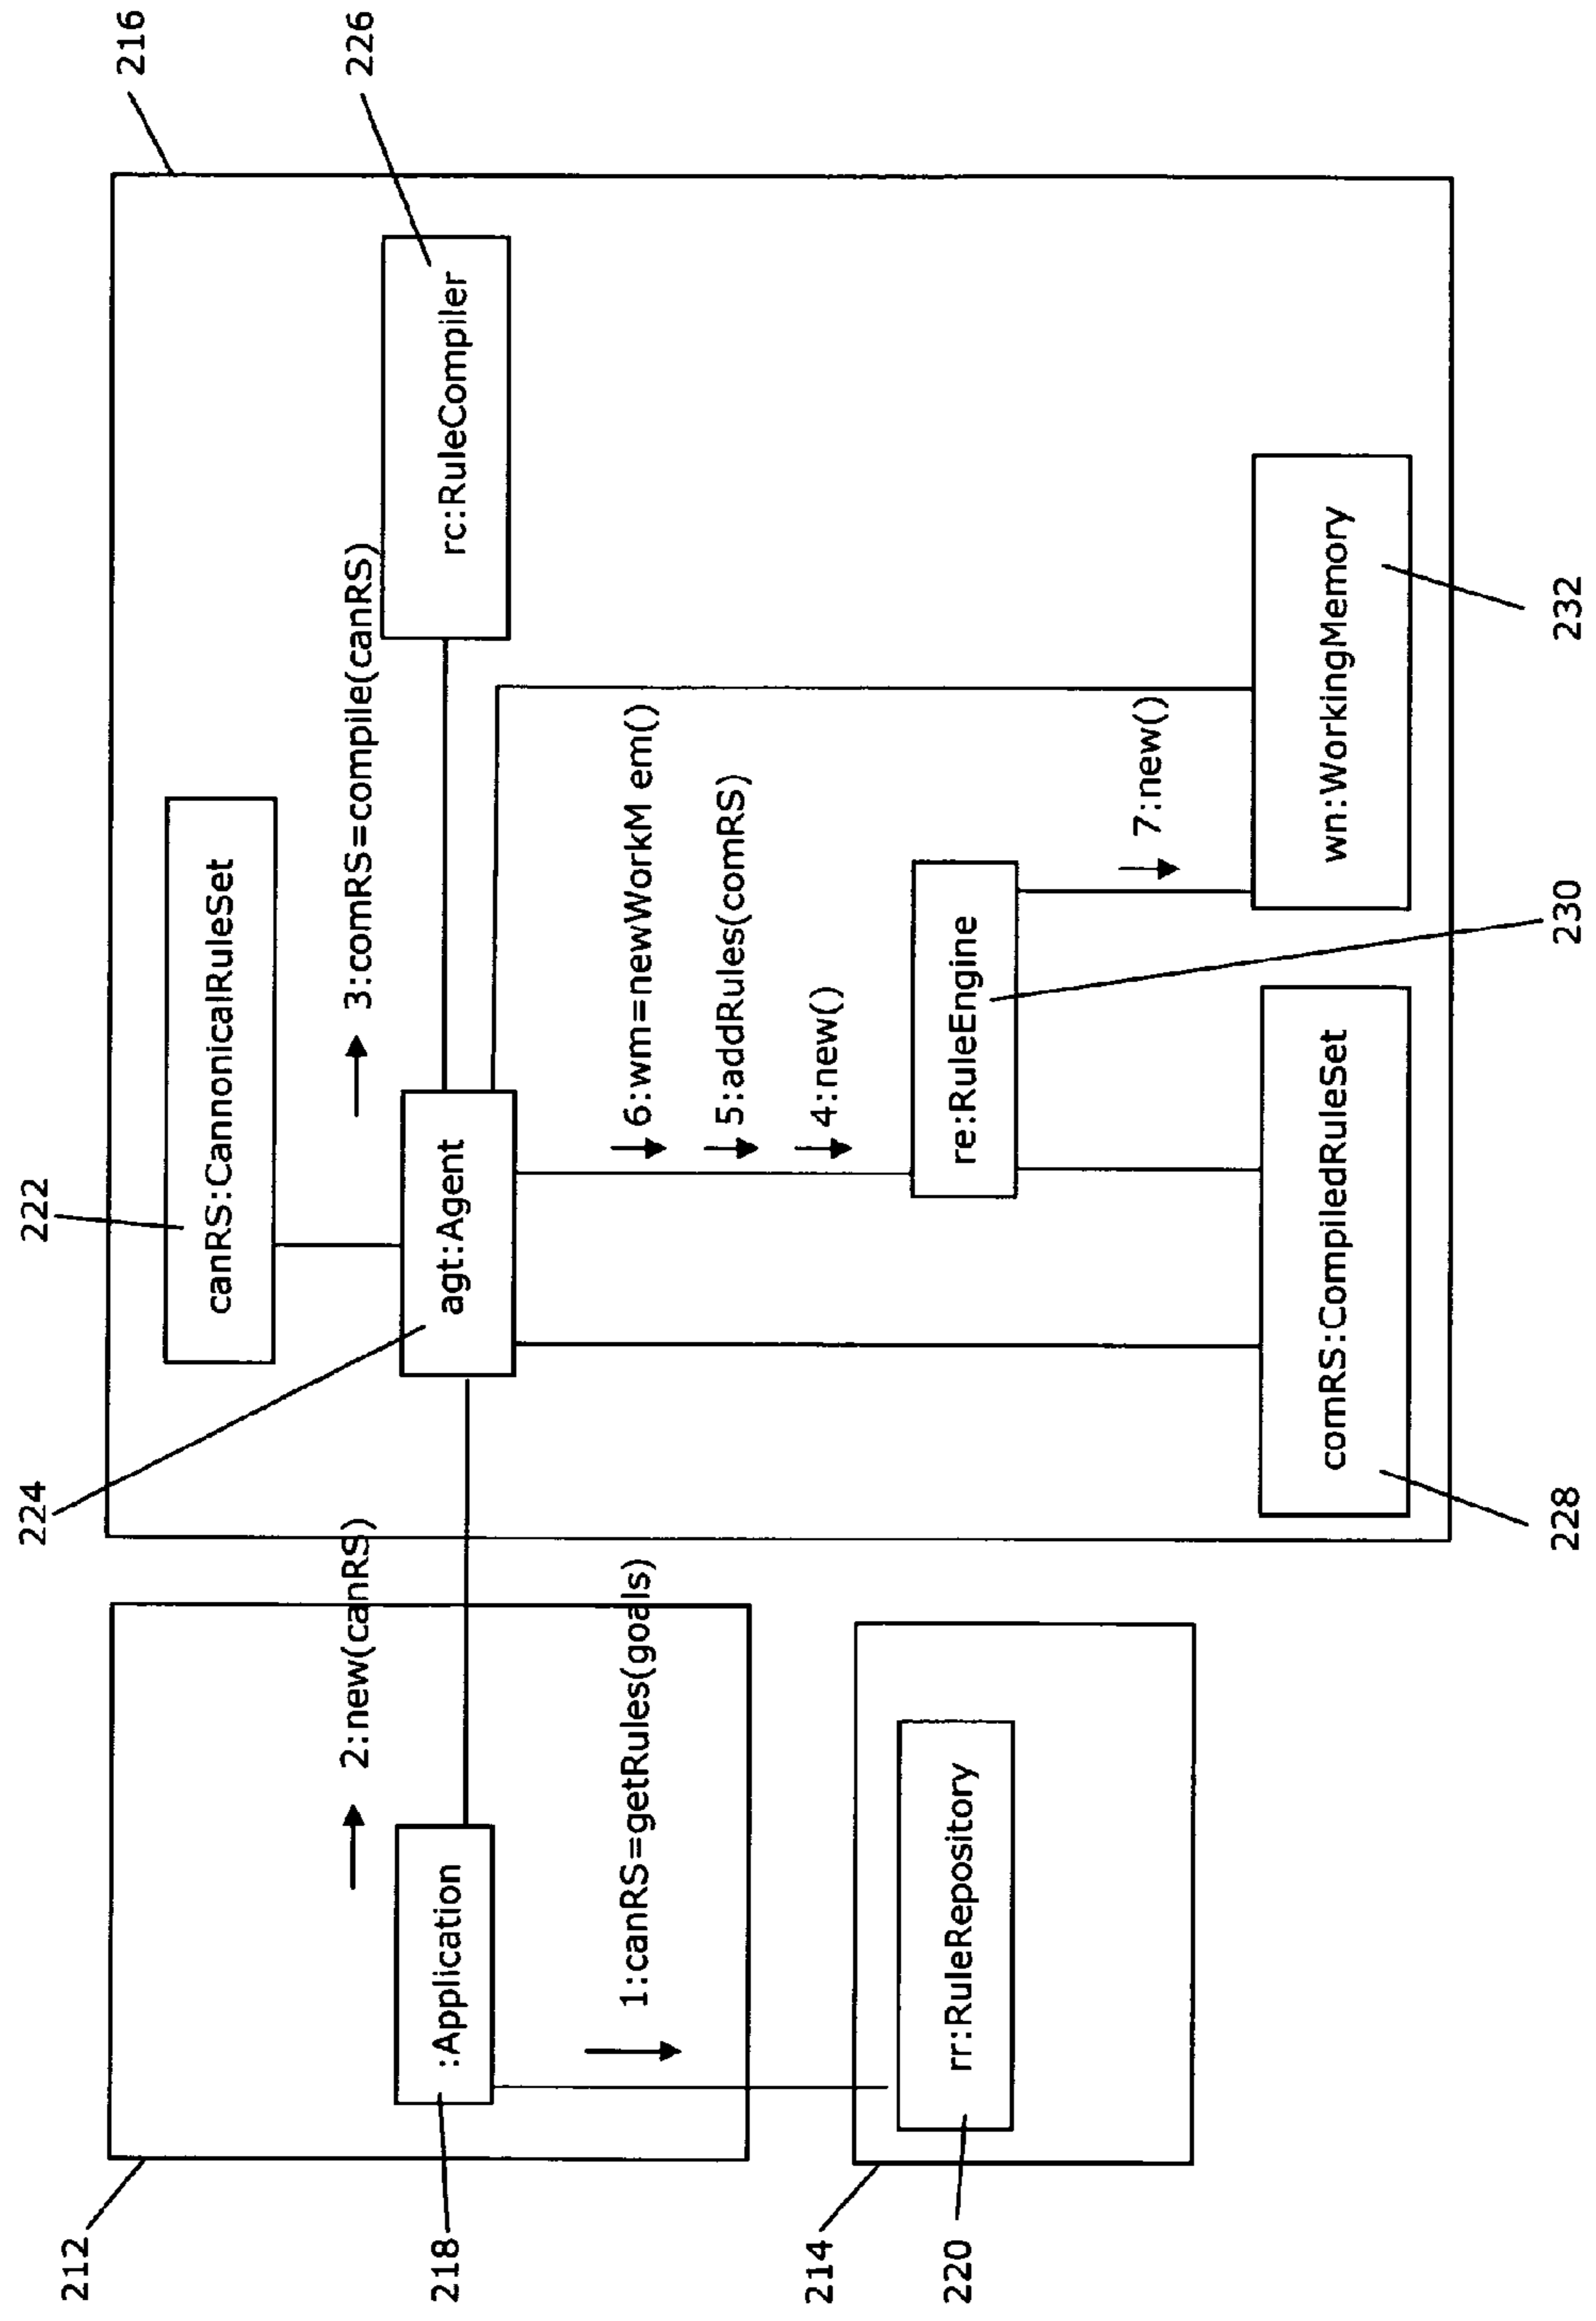 222
224
216
226
canRS:CannonicalRuleSet
2:new(canRS)
3:comRS=compile(canRS)
:Application
agt:Agent
rc:RuleCompiler
1:canRS=getRules(goals)
6:wm=newWorkM em()
5:addRules(comRS)
4:new()
re:RuleEngine
7:new()
rr:RuleRepository
comRS:CompiledRuleSet
wn:WorkingMemory
212
218
214
220
228
230
232